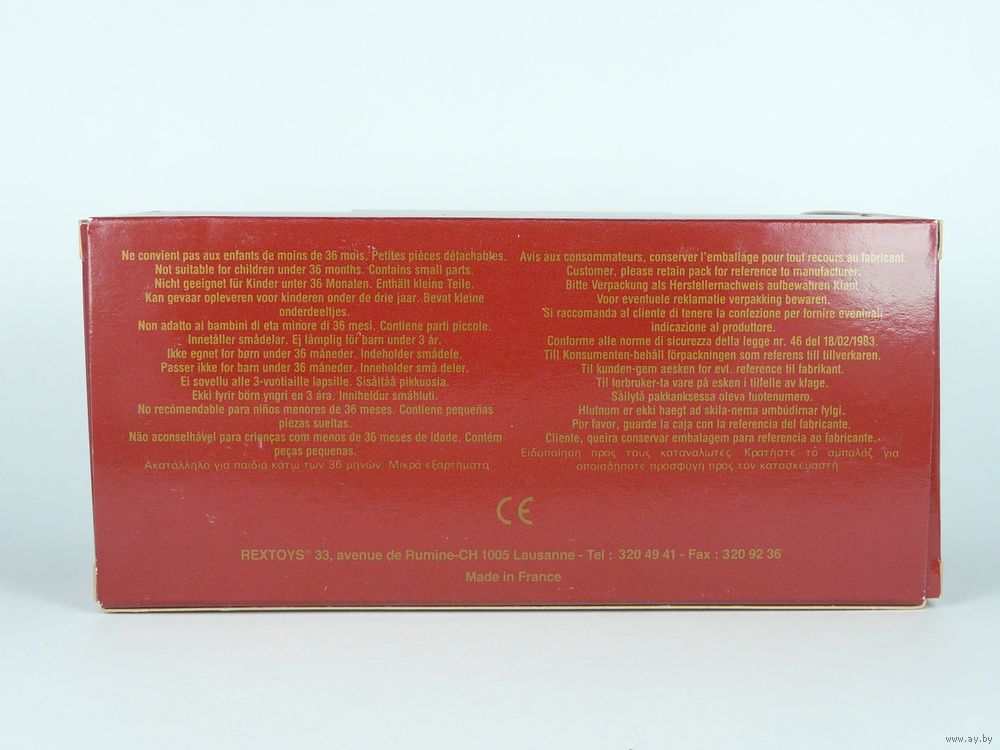 Ne convient pas aux enfants de moins de 36 mois. Petites pièces détachables.
Not suitable for children under 36 months. Contains small parts.
Nicht geeignet für Kinder unter 36 Monaten. Enthält kleine Teile.
Kan gevaar opleveren voor kinderen onder de drie jaar. Bevat kleine
onderdeeltjes.
Non adatto ai bambini di eta minore di 36 mesi. Contiene parti piccole.
Innetåller smådelar. Ej lämplig för barn under 3 år.
Ikke egnet for børn under 36 måneder. Indeholder smådele.
Passer ikke for barn under 36 måneder. Inneholder små deler.
Ei sovellu alle 3-vuotiaille lapsille. Sisältää pikkuosia.
Ekki fyrir börn yngri en 3 ára. Inniheldur smáhluti.
No recómendable para niños menores de 36 meses. Contiene pequeñas
piezas sueltas.
Não aconselhável para crianças com menos de 36 meses de idade. Contém
peças pequenas.
Ακατάλληλο για παιδιά κάτω των 36 μηνών. Μικρά εξαρτήματα
Avis aux consommateurs, conserver l'emballage pour tout recours au fabricant.
Customer, please retain pack for reference to manufacturer.
Bitte Verpackung als Herstellernachweis aufbewahren Klant.
Voor eventuele reklamatie verpakking bewaren.
Si raccomanda al cliente di tenere la confezione per fornire eventuali
indicazione al produttore.
Conforme alle norme di sicurezza della legge nr. 46 del 18/02/1983.
Till Konsumenten-behåll förpackningen som referens till tillverkaren.
Til kunden-gem aesken for evl. reference til fabrikant.
Til forbruker-ta vare på esken i tilfelle av klage.
Säilytä pakkanksessa oleva tuotenumero.
Hlutnum er ekki haegt ad skila-nema umbúdirnar fylgi.
Por favor, guarde la caja con la referencia del fabricante.
Cliente, queira conservar embalagem para referencia ao fabricante.
Ειδοποίηση προς τους καταναλωτές. Κρατήστε τό αμπαλάζ για
οποιαδήποτε προσφυγή προς τον κατασκευαστή
CE
REXTOYS® 33, avenue de Rumine-CH 1005 Lausanne - Tel : 320 49 41 - Fax : 320 92 36
Made in France
www.ay.by